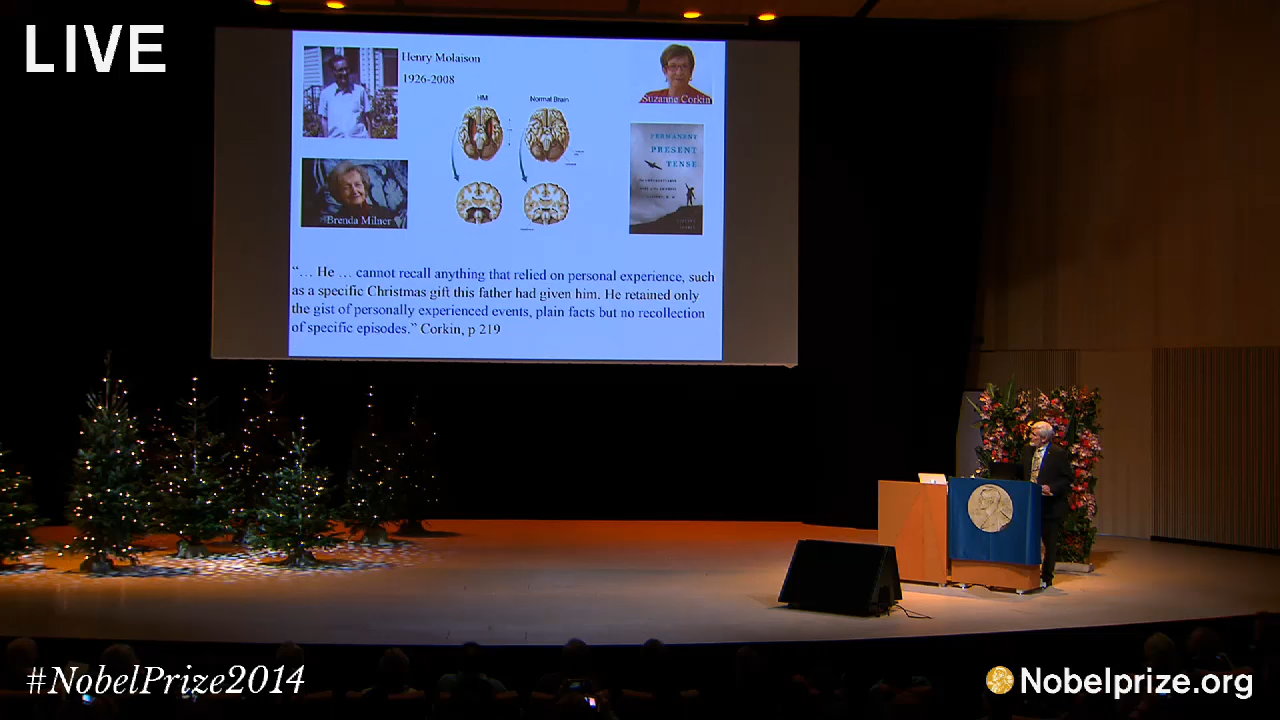 LIVE
Henry Molaison
1926-2008
HM
Normal Brain
Suzanne Corkin
Brenda Milner
PERMANENT
PRESENT
TENSE
“… He … cannot recall anything that relied on personal experience, such
as a specific Christmas gift this father had given him. He retained only
the gist of personally experienced events, plain facts but no recollection
of specific episodes.” Corkin, p 219
#NobelPrize2014
Nobelprize.org